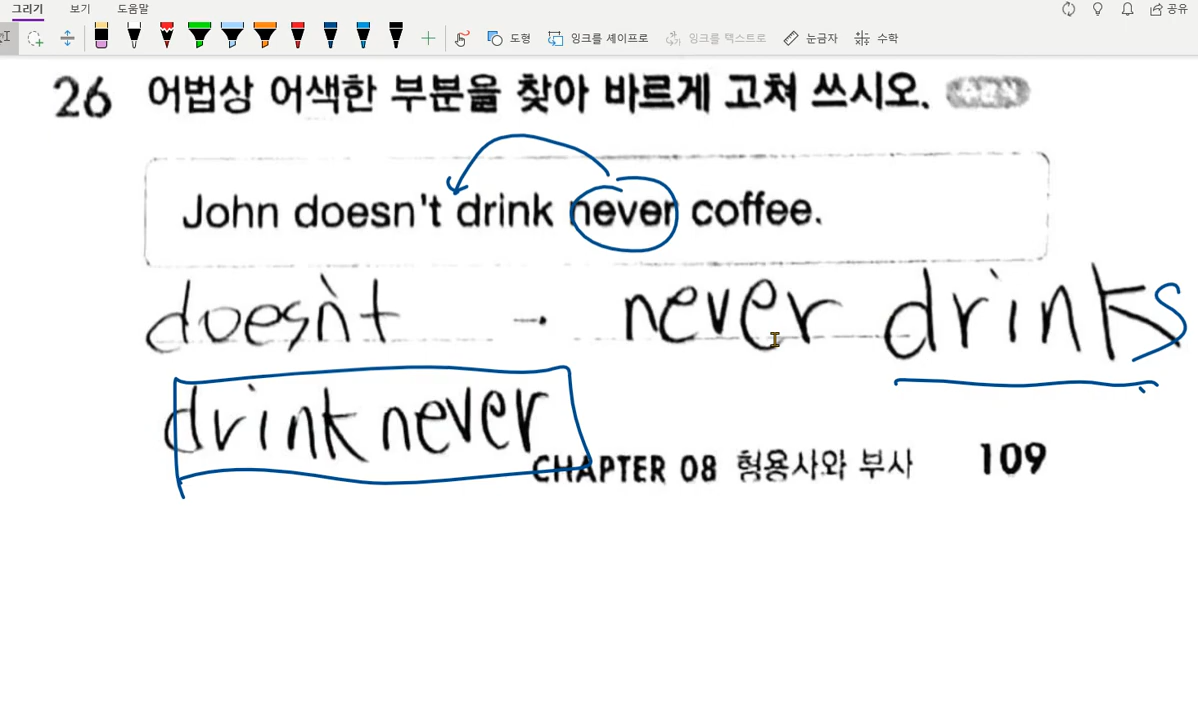 그리기 보기 도움말 공유
도형 잉크를 셰이프로 잉크를 텍스트로 눈금자 수학
26 어법상 어색한 부분을 찾아 바르게 고쳐 쓰시오.
John doesn't drink never coffee.
doesn't → never drinks
drink never
CHAPTER 08 형용사와 부사 109